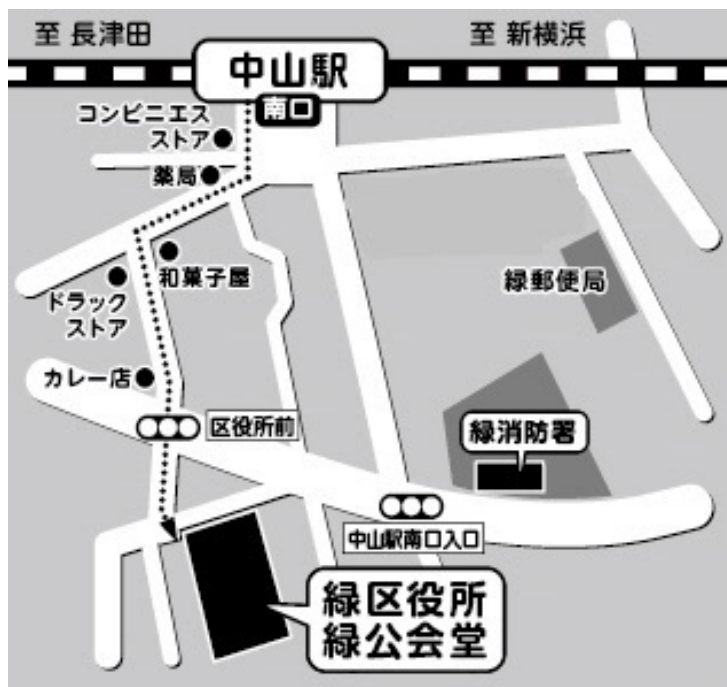 至 長津田
至 新横浜
中山駅
南口
コンビニエス
ストア
薬局
和菓子屋
ドラック
ストア
緑郵便局
カレー店
区役所前
緑消防署
中山駅南口入口
緑区役所
緑公会堂